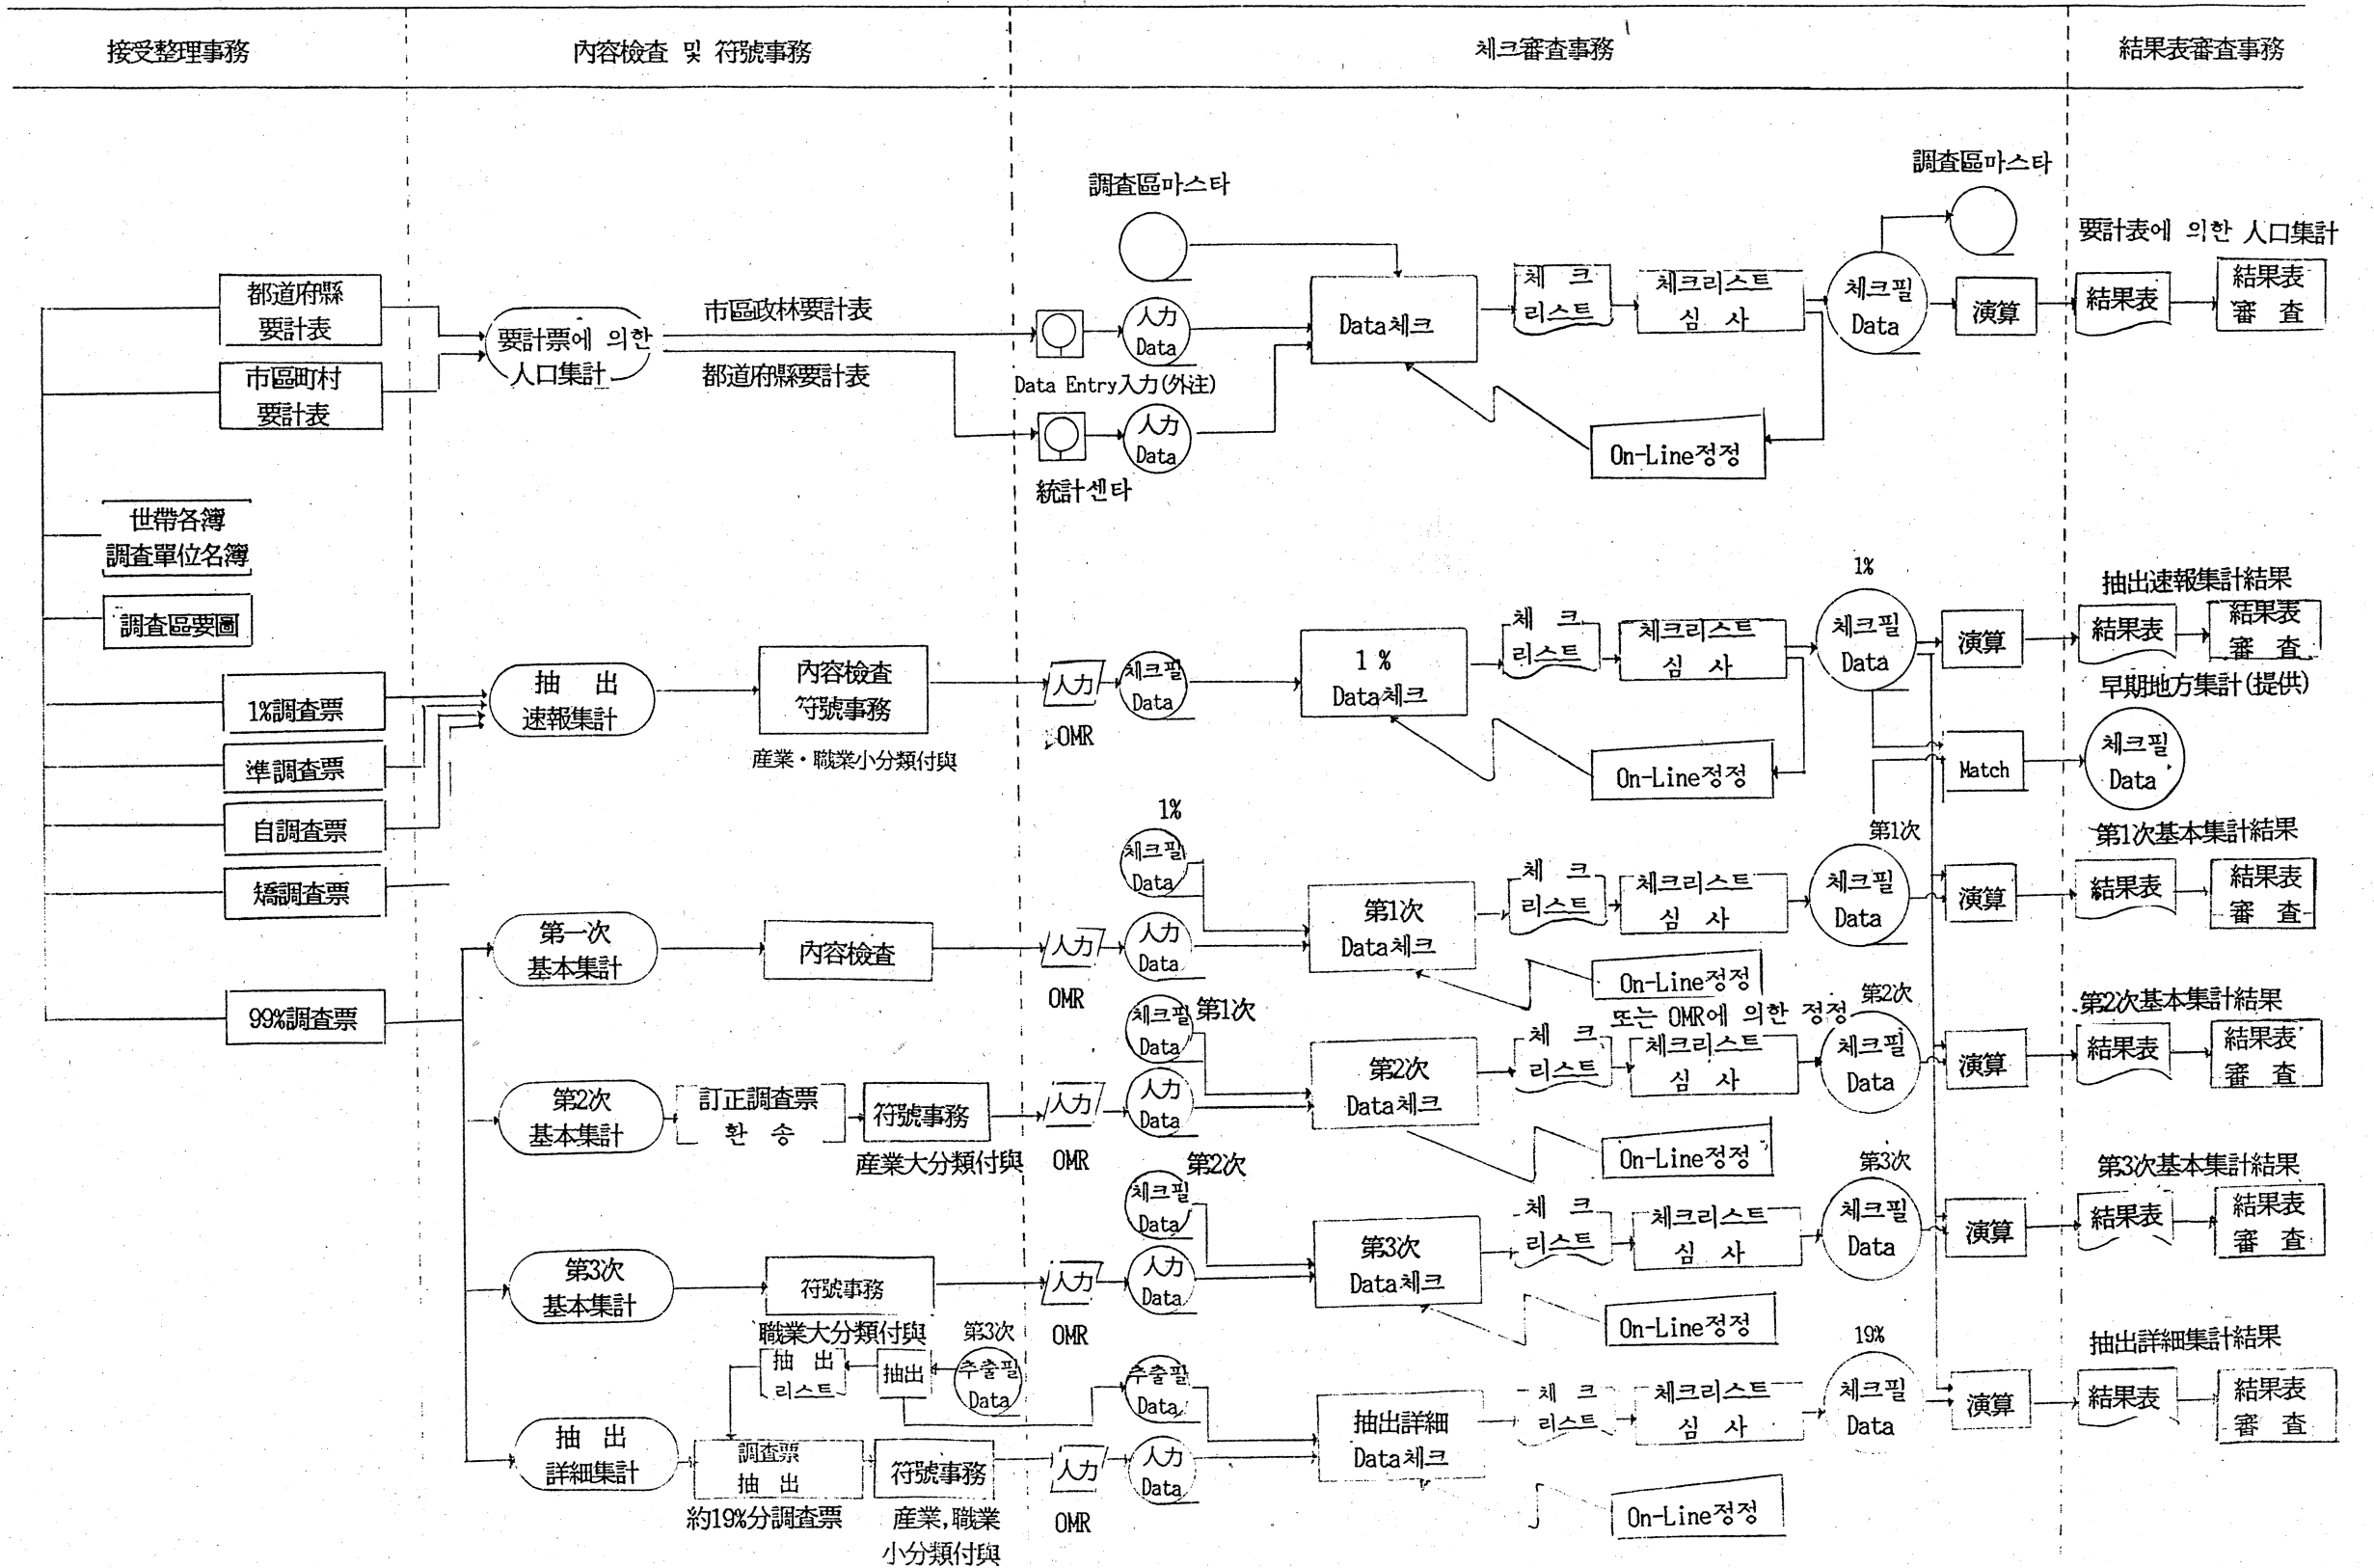 接受整理事務
內容檢査 및 符號事務
체크審査事務
結果表審査事務
調査區마스타
調査區마스타
要計表에 의한 人口集計
都道府縣
要計表
市區町村
要計表
要計票에 의한
人口集計
市區政林要計表
都道府縣要計表
入力
Data
Data Entry入力(外注)
入力
Data
統計센타
Data체크
체 크
리스트
체크리스트
심 사
체크필
Data
演算
結果表
結果表
審 査
On-Line정정
世帶各簿
調査單位名簿
調査區要圖
1%調査票
準調査票
自調査票
矯調査票
99%調査票
抽 出
速報集計
內容檢査
符號事務
産業・職業小分類付與
入力
OMR
체크필
Data
1 %
Data체크
체 크
리스트
체크리스트
심 사
On-Line정정
1%
체크필
Data
演算
抽出速報集計結果
結果表
結果表
審 査
早期地方集計(提供)
Match
체크필
Data
第一次
基本集計
內容檢査
入力
OMR
1%
체크필
Data
入力
Data
第1次
Data체크
체 크
리스트
체크리스트
심 사
On-Line정정
또는 OMR에 의한 정정
第1次
체크필
Data
演算
第1次基本集計結果
結果表
結果表
審 査
第2次
基本集計
訂正調査票
환 송
符號事務
産業大分類付與
入力
OMR
第1次
체크필
Data
入力
Data
第2次
Data체크
체 크
리스트
체크리스트
심 사
On-Line정정
第2次
체크필
Data
演算
第2次基本集計結果
結果表
結果表
審 査
第3次
基本集計
符號事務
職業大分類付與
入力
OMR
第2次
체크필
Data
入力
Data
第3次
Data체크
체 크
리스트
체크리스트
심 사
On-Line정정
第3次
체크필
Data
演算
第3次基本集計結果
結果表
結果表
審 査
抽 出
리스트
抽出
第3次
추출필
Data
抽 出
詳細集計
調査票
抽 出
約19%分調査票
符號事務
産業,職業
小分類付與
入力
OMR
추출필
Data
入力
Data
抽出詳細
Data체크
체 크
리스트
체크리스트
심 사
On-Line정정
19%
체크필
Data
演算
抽出詳細集計結果
結果表
結果表
審 査